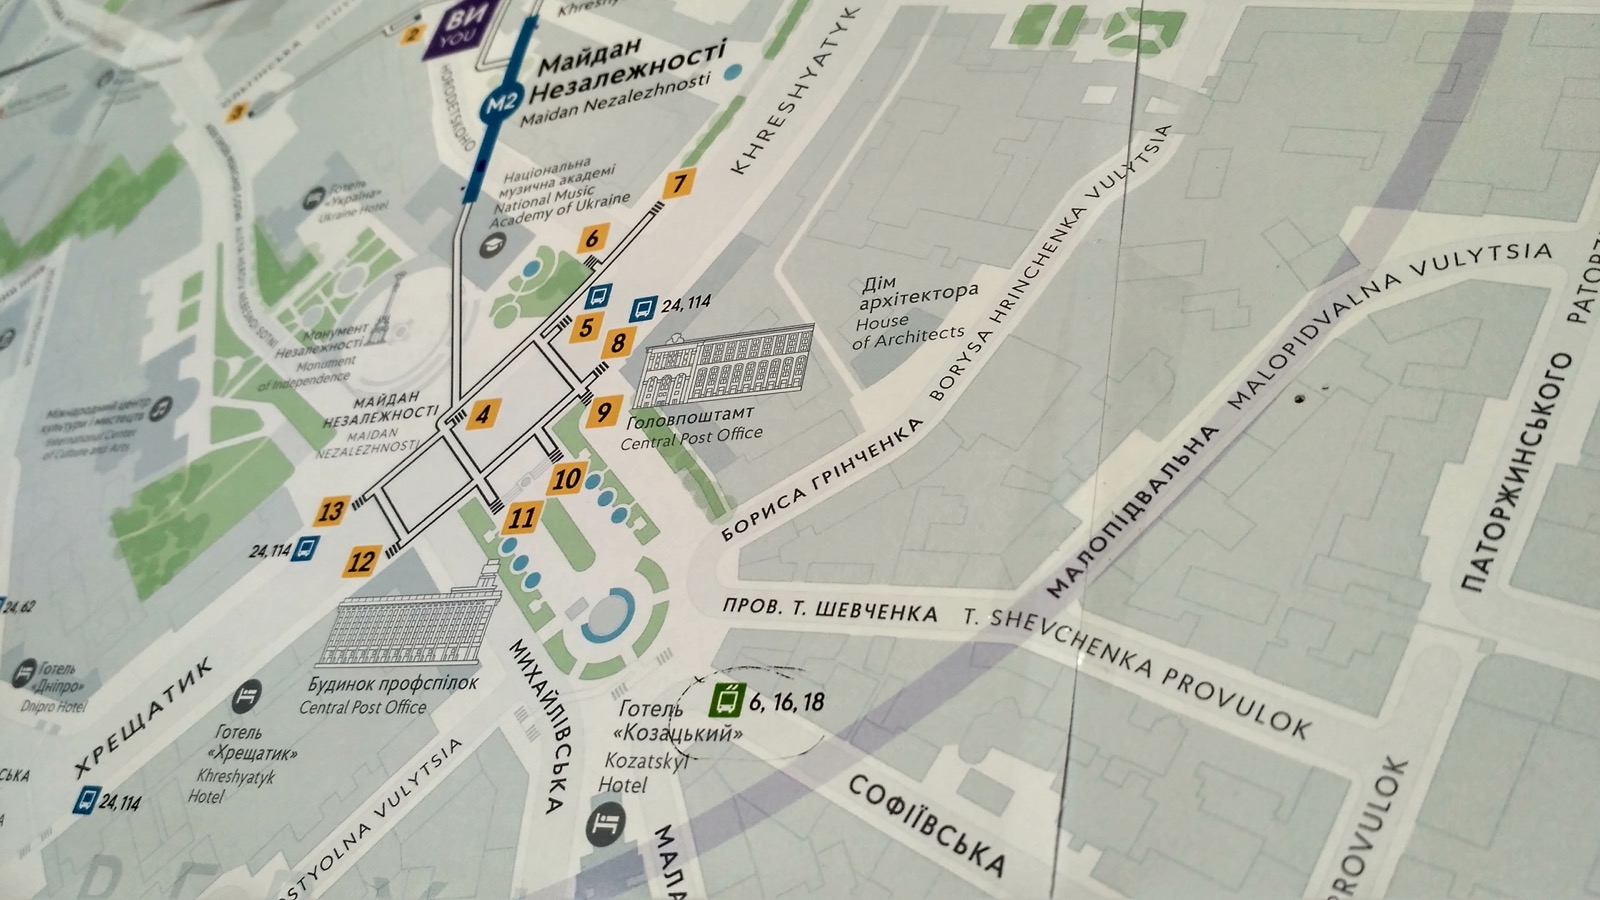 ВИ
YOU
Khreshchatyk
2
3
M2
Майдан
Незалежності
Maidan Nezalezhnosti
HORODETSKOHO
KHRESHYATYK
Національна
музична академі
National Music
Academy of Ukraine
7
6
5
8
24, 114
9
4
10
11
13
12
24, 114
Готель
«Україна»
Ukraine Hotel
Монумент
Незалежності
Monument
of Independence
МАЙДАН
НЕЗАЛЕЖНОСТІ
MAIDAN
NEZALEZHNOSTI
Міжнародний центр
культури і мистецтв
International Center
of Culture and Arts
Головпоштамт
Central Post Office
Дім
архітектора
House
of Architects
БОРИСА ГРІНЧЕНКА BORYSA HRINCHENKA VULYTSIA
МАЛОПІДВАЛЬНА MALOPIDVALNA VULYTSIA
ПАТОРЖИНСЬКОГО
ПРОВ. Т. ШЕВЧЕНКА T. SHEVCHENKA PROVULOK
PROVULOK
24, 62
Готель
«Дніпро»
Dnipro Hotel
ХРЕЩАТИК
24, 114
Готель
«Хрещатик»
Khreshyatyk
Hotel
Будинок профспілок
Central Post Office
МИХАЙЛІВСЬКА
Готель
«Козацький»
Kozatskyi
Hotel
6, 16, 18
СОФІЇВСЬКА